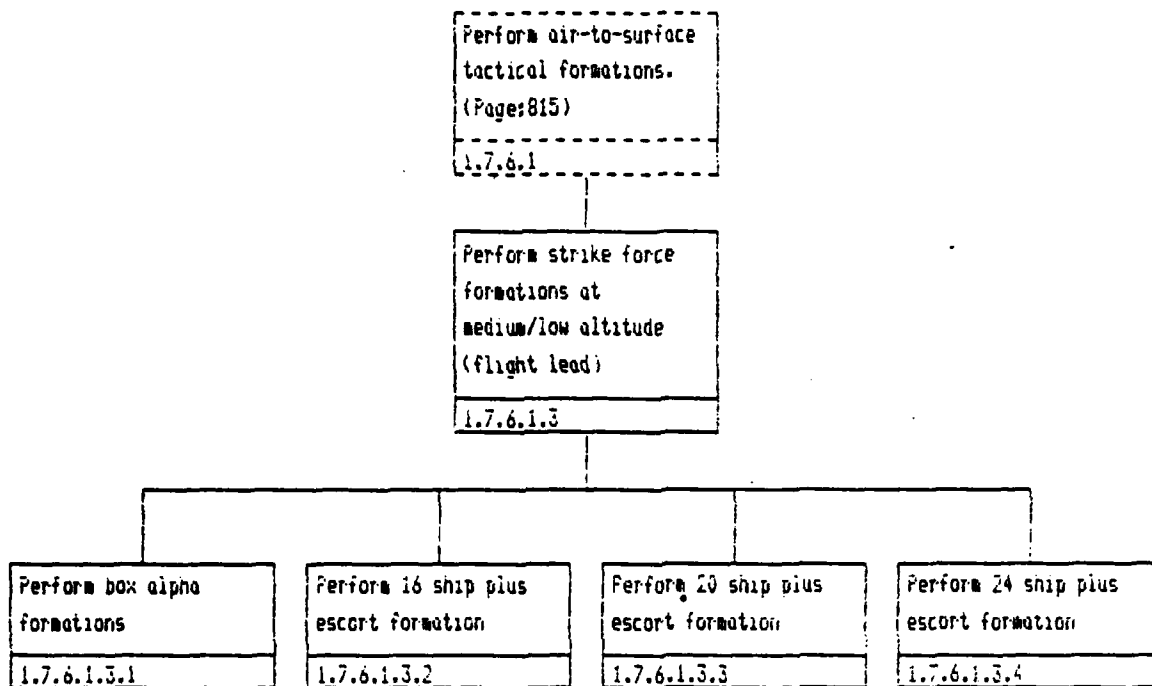 Perform air-to-surface
tactical formations.
(Page:815)
1.7.6.1
Perform strike force
formations at
medium/low altitude
(flight lead)
1.7.6.1.3
Perform box alpha
formations
1.7.6.1.3.1
Perform 16 ship plus
escort formation
1.7.6.1.3.2
Perform 20 ship plus
escort formation
1.7.6.1.3.3
Perform 24 ship plus
escort formation
1.7.6.1.3.4